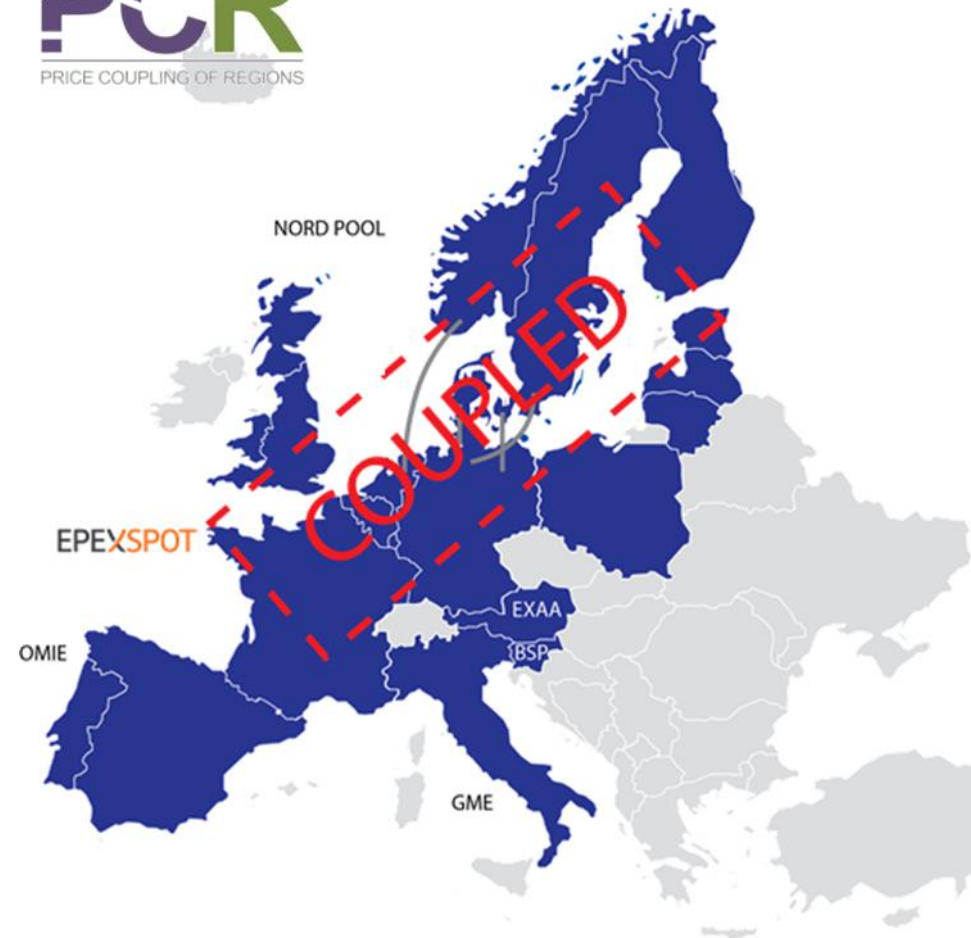 PCR
PRICE COUPLING OF REGIONS
NORD POOL
COUPLED
EPEXSPOT
EXAA
OMIE
BSP
GME